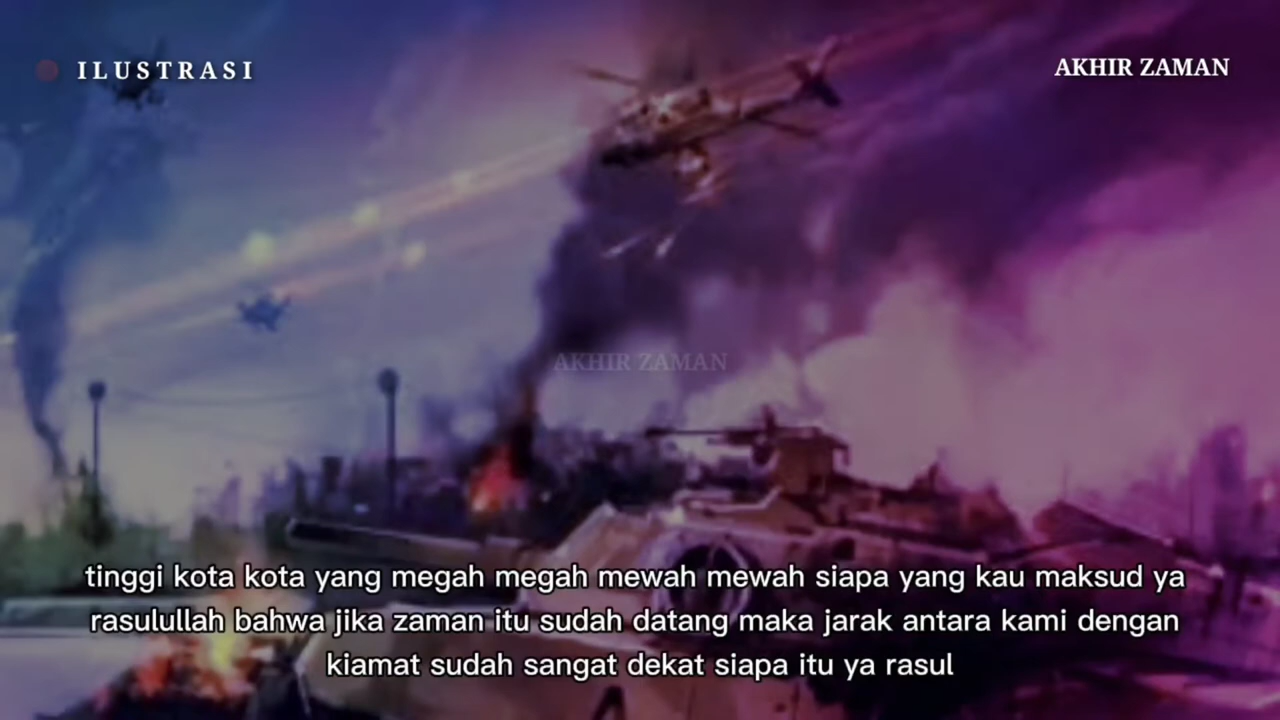 ILUSTRASI
AKHIR ZAMAN
AKHIR ZAMAN
tinggi kota kota yang megah megah mewah mewah siapa yang kau maksud ya
rasulullah bahwa jika zaman itu sudah datang maka jarak antara kami dengan
kiamat sudah sangat dekat siapa itu ya rasul